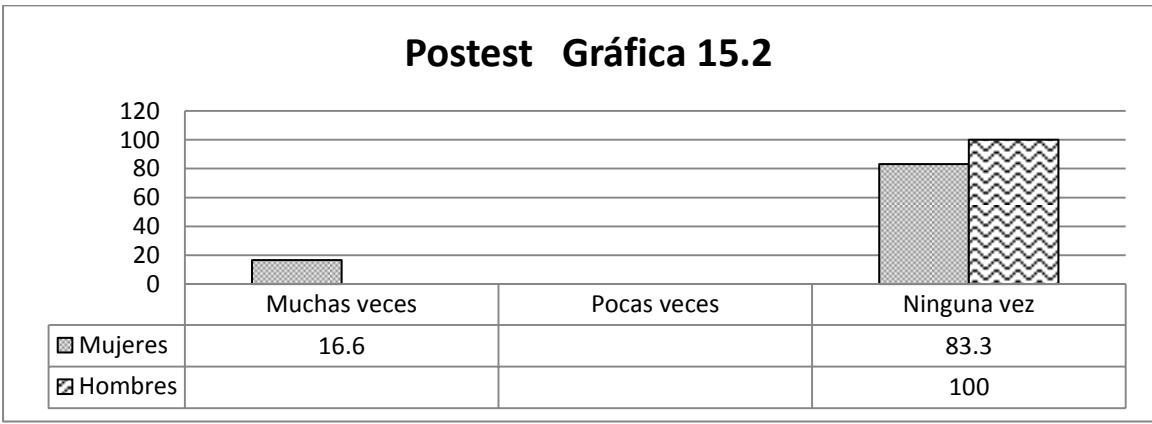 Postest Gráfica 15.2
120
100
80
60
40
20
0
Muchas veces Pocas veces Ninguna vez
Mujeres 16.6 83.3
Hombres 100